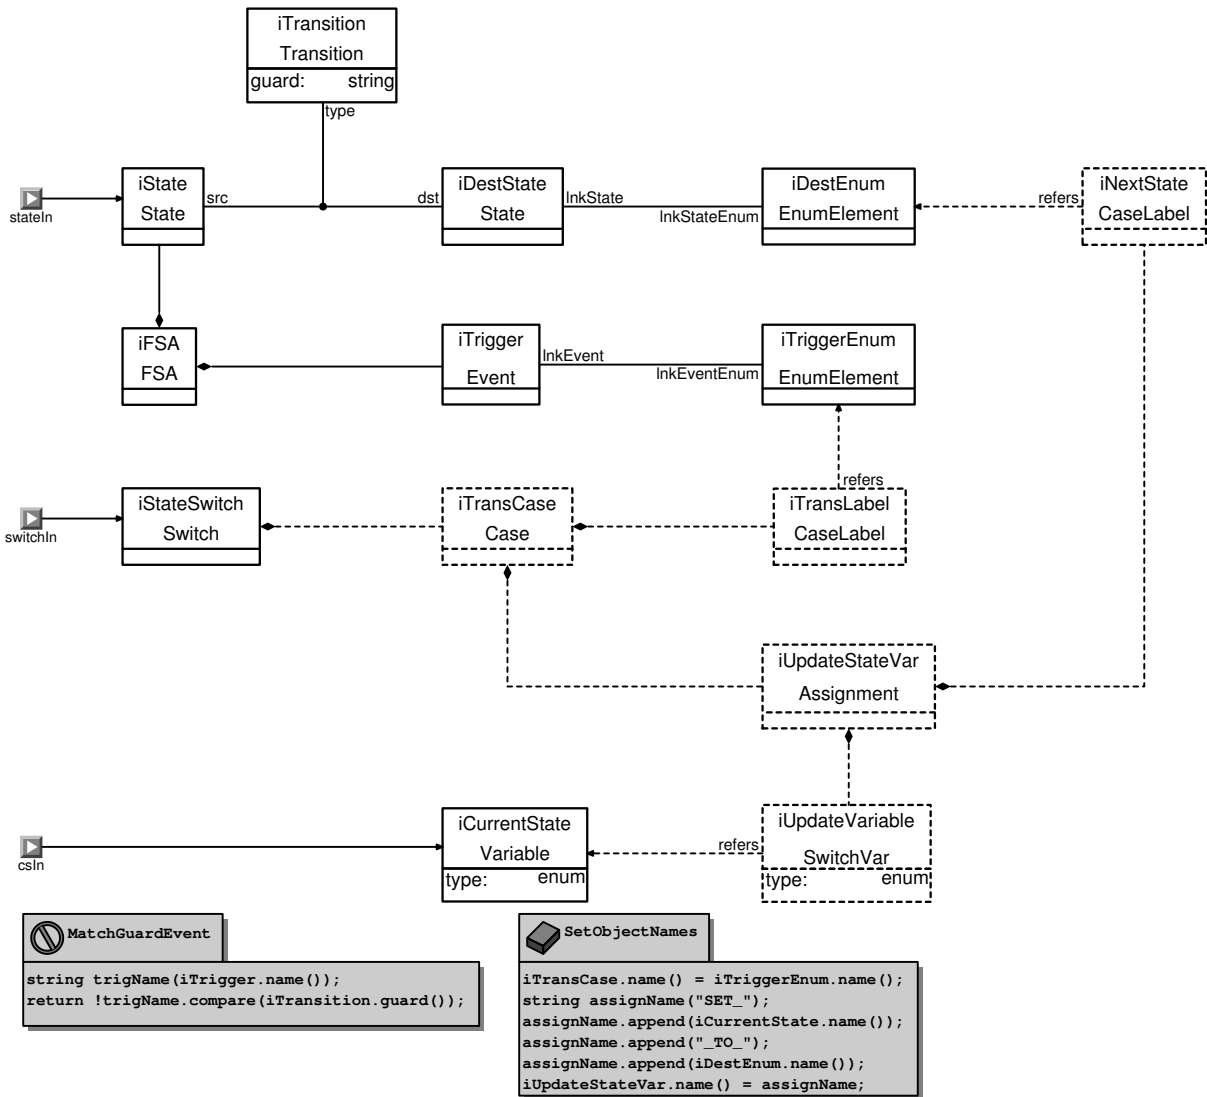 iTransition
Transition
guard: string
type
iState
State
src
dst
iDestState
State
lnkState
lnkStateEnum
iDestEnum
EnumElement
refers
iNextState
CaseLabel
stateIn
iFSA
FSA
iTrigger
Event
lnkEvent
lnkEventEnum
iTriggerEnum
EnumElement
refers
iStateSwitch
Switch
iTransCase
Case
iTransLabel
CaseLabel
switchIn
iUpdateStateVar
Assignment
iCurrentState
Variable
type: enum
refers
iUpdateVariable
SwitchVar
type: enum
csIn
MatchGuardEvent
string trigName(iTrigger.name());
return !trigName.compare(iTransition.guard());
SetObjectNames
iTransCase.name() = iTriggerEnum.name();
string assignName("SET_");
assignName.append(iCurrentState.name());
assignName.append("_TO_");
assignName.append(iDestEnum.name());
iUpdateStateVar.name() = assignName;